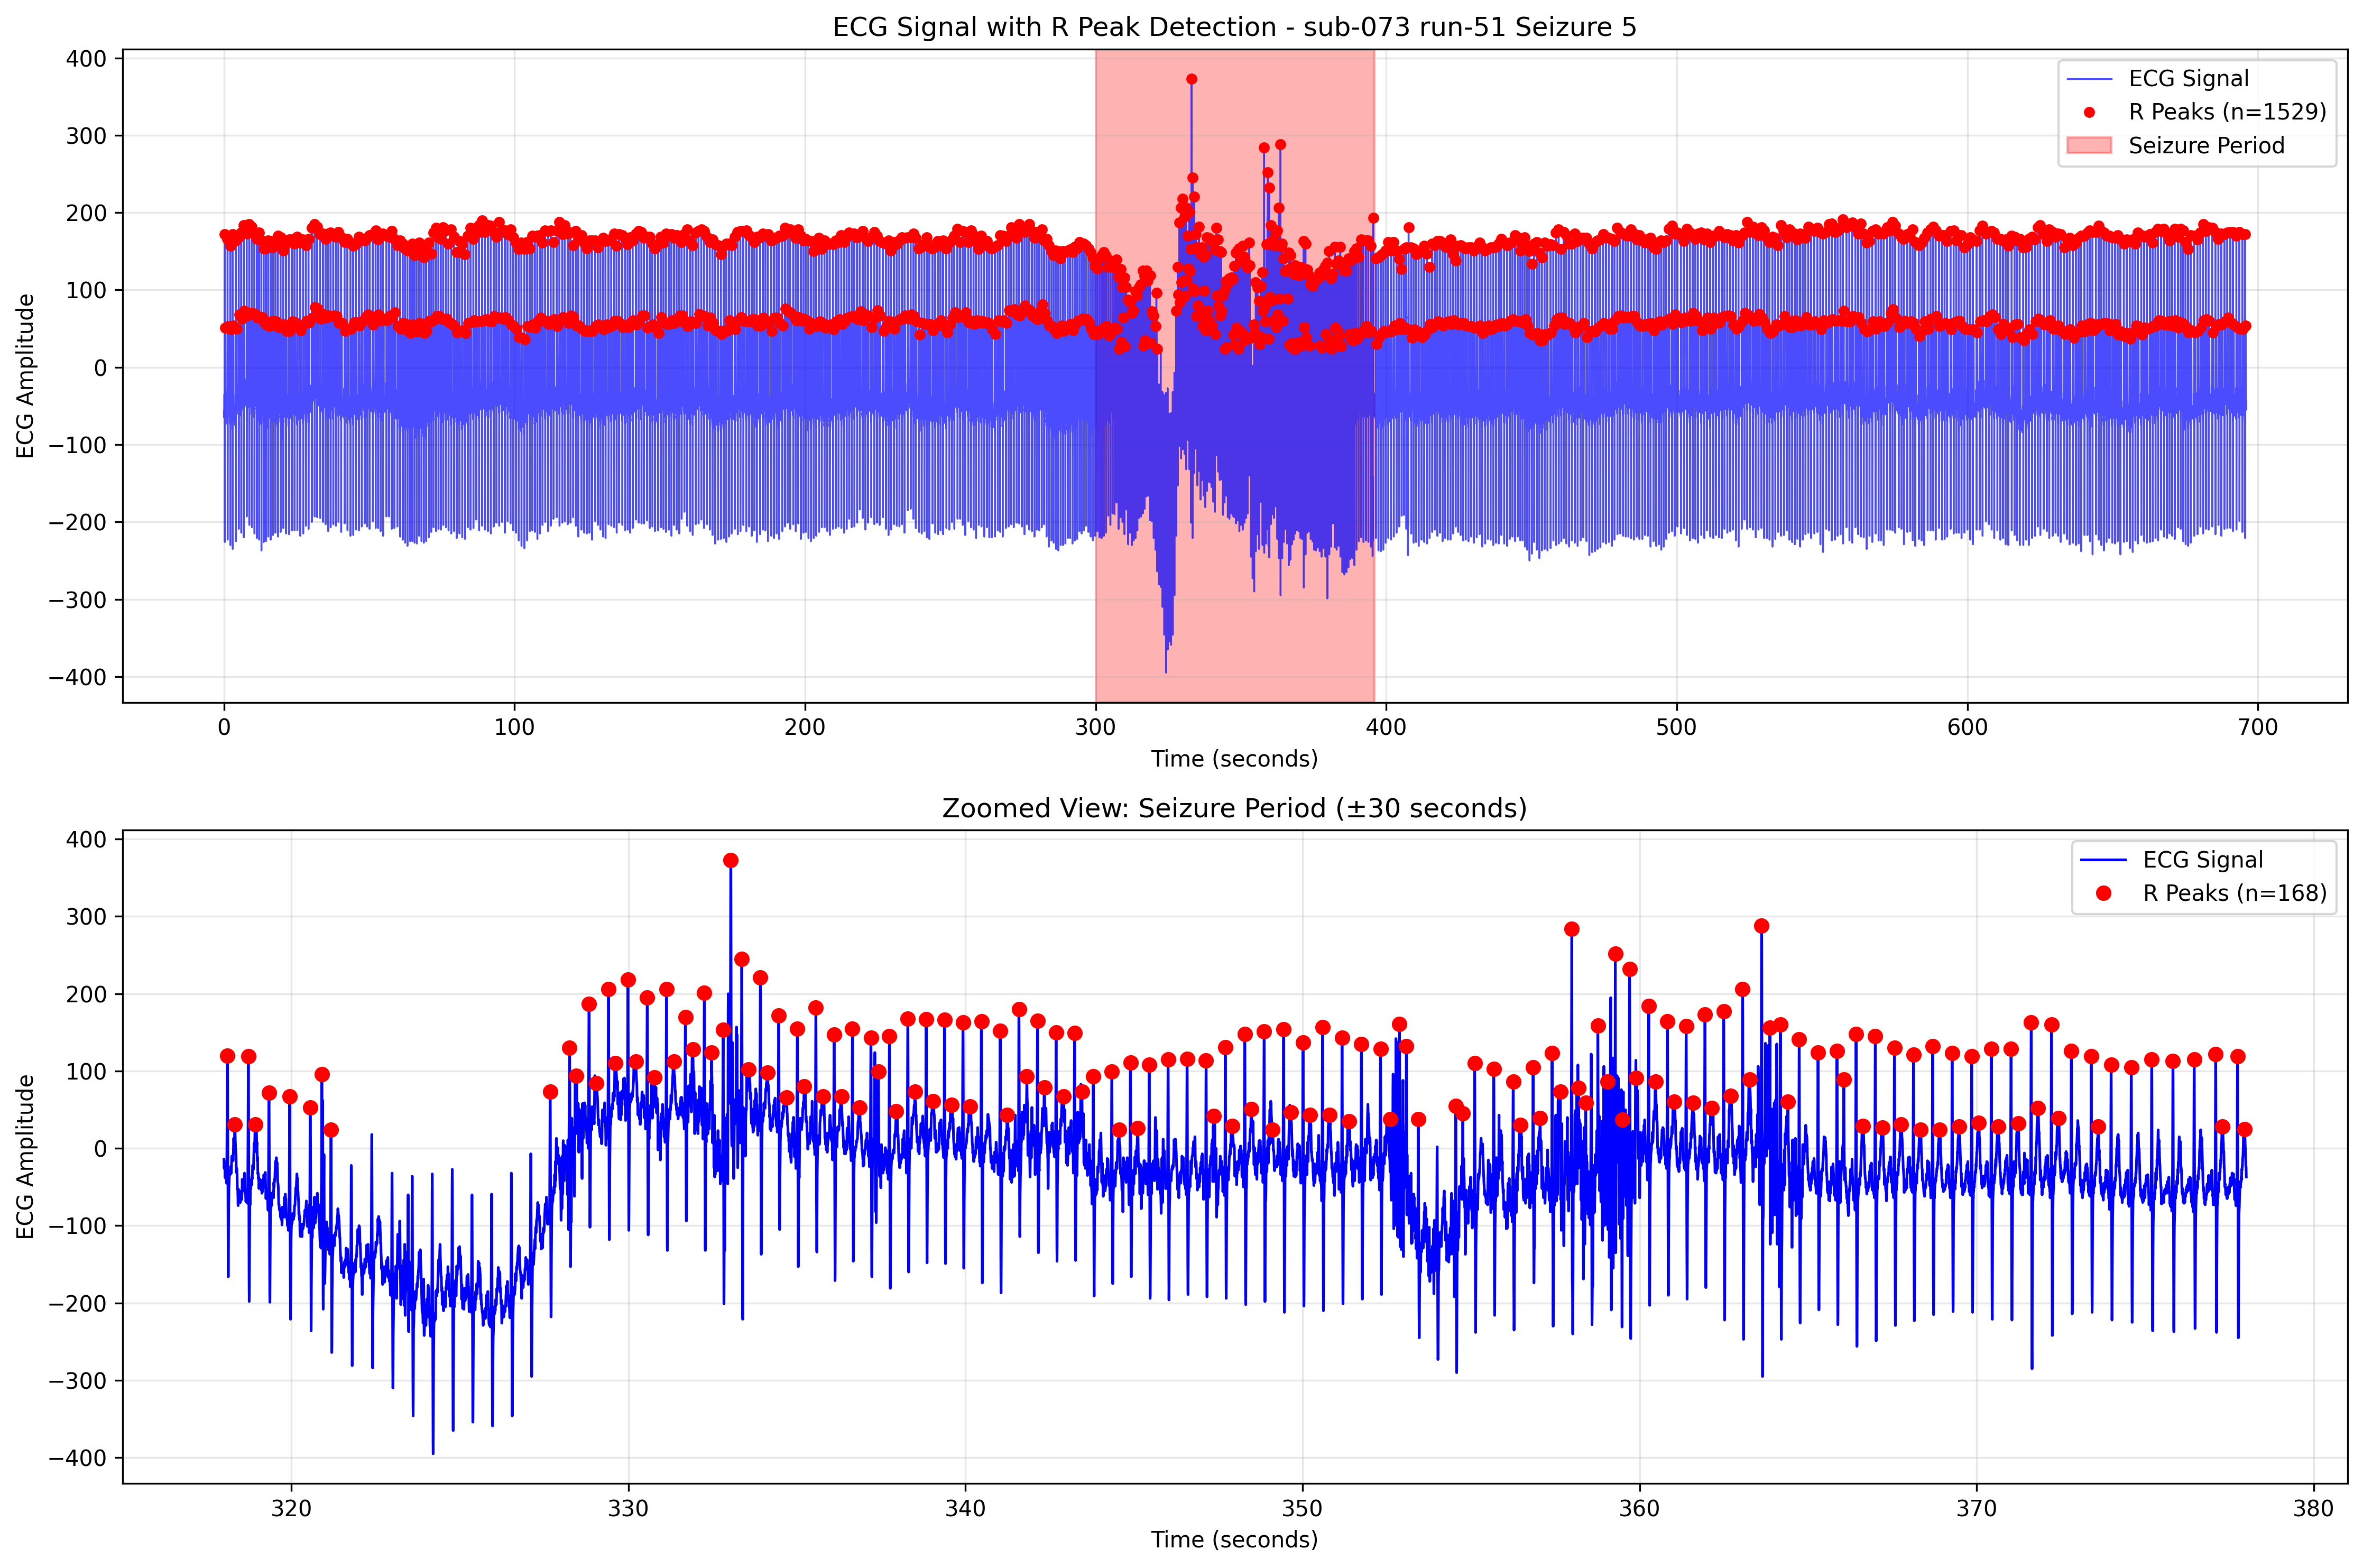 ECG Signal with R Peak Detection - sub-073 run-51 Seizure 5
400
300
200
100
0
−100
−200
−300
−400
ECG Amplitude
ECG Signal
R Peaks (n=1529)
Seizure Period
0 100 200 300 400 500 600 700
Time (seconds)
Zoomed View: Seizure Period (±30 seconds)
400
300
200
100
0
−100
−200
−300
−400
ECG Amplitude
ECG Signal
R Peaks (n=168)
320 330 340 350 360 370 380
Time (seconds)